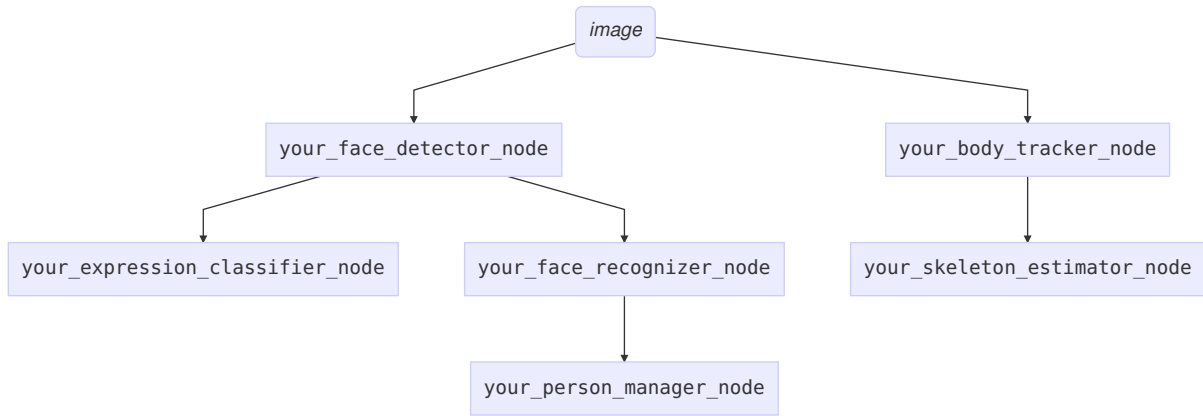 image
your_face_detector_node
your_body_tracker_node
your_expression_classifier_node
your_face_recognizer_node
your_skeleton_estimator_node
your_person_manager_node